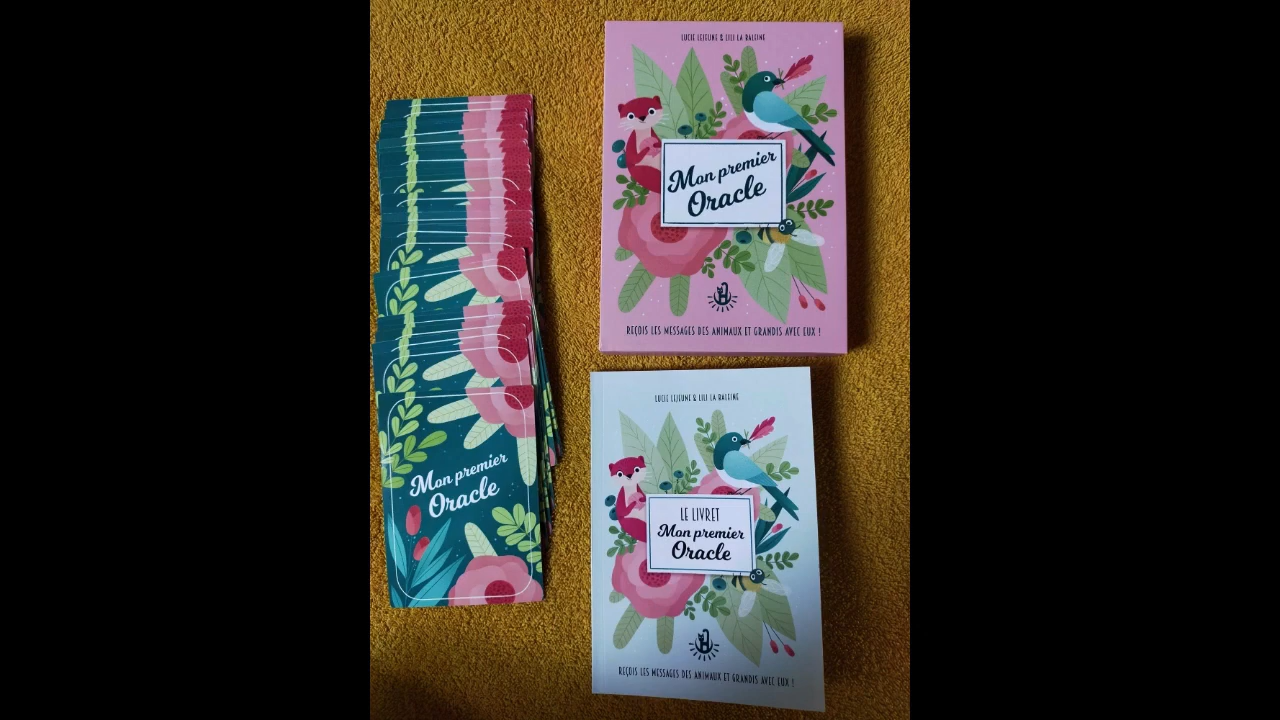 LUCIE LEJEUNE & LILI LA BALEINE
Mon premier
Oracle
REÇOIS LES MESSAGES DES ANIMAUX ET GRANDIS AVEC EUX !
LUCIE LEJEUNE & LILI LA BALEINE
LE LIVRET
Mon premier
Oracle
REÇOIS LES MESSAGES DES ANIMAUX ET GRANDIS AVEC EUX !
Mon premier
Oracle